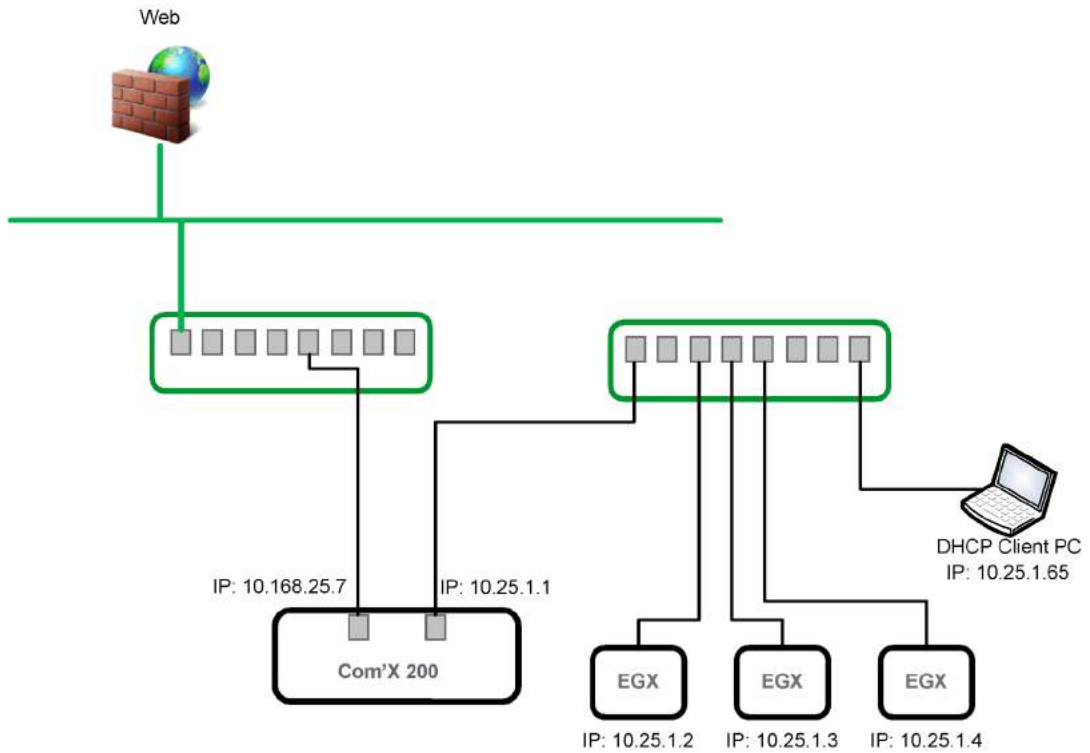 Web
DHCP Client PC
IP: 10.25.1.65
IP: 10.168.25.7
IP: 10.25.1.1
Com'X 200
EGX
EGX
EGX
IP: 10.25.1.2
IP: 10.25.1.3
IP: 10.25.1.4